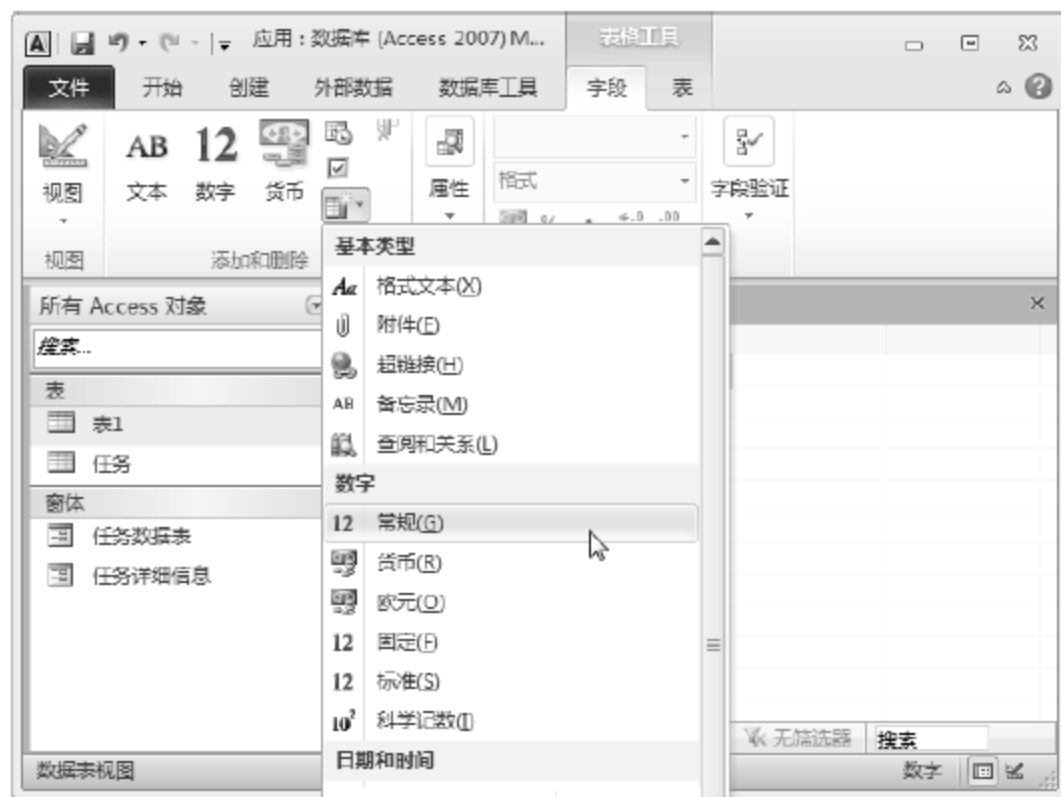 应用：数据库 (Access 2007) M...
表格工具
文件 开始 创建 外部数据 数据库工具 字段 表
AB 12
视图 文本 数字 货币 属性 格式 字段验证
视图 添加和删除
基本类型
Aa 格式文本(X)
附件(F)
超链接(H)
AB 备忘录(M)
查阅和关系(L)
数字
12 常规(G)
货币(R)
欧元(O)
12 固定(F)
12 标准(S)
10² 科学记数(I)
日期和时间
所有 Access 对象
搜索...
表
表1
任务
窗体
任务数据表
任务详细信息
无筛选器 搜索
数据表视图 数字